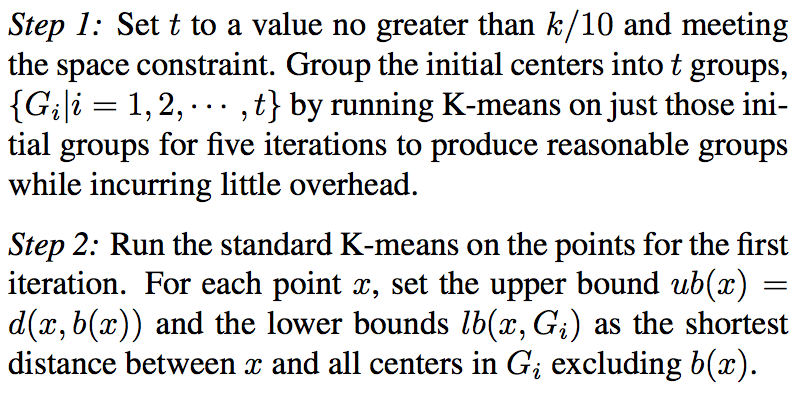 Step 1: Set t to a value no greater than k/10 and meeting
the space constraint. Group the initial centers into t groups,
{G_i|i = 1, 2, ··· , t} by running K-means on just those ini-
tial groups for five iterations to produce reasonable groups
while incurring little overhead.
Step 2: Run the standard K-means on the points for the first
iteration. For each point x, set the upper bound ub(x) =
d(x, b(x)) and the lower bounds lb(x, G_i) as the shortest
distance between x and all centers in G_i excluding b(x).